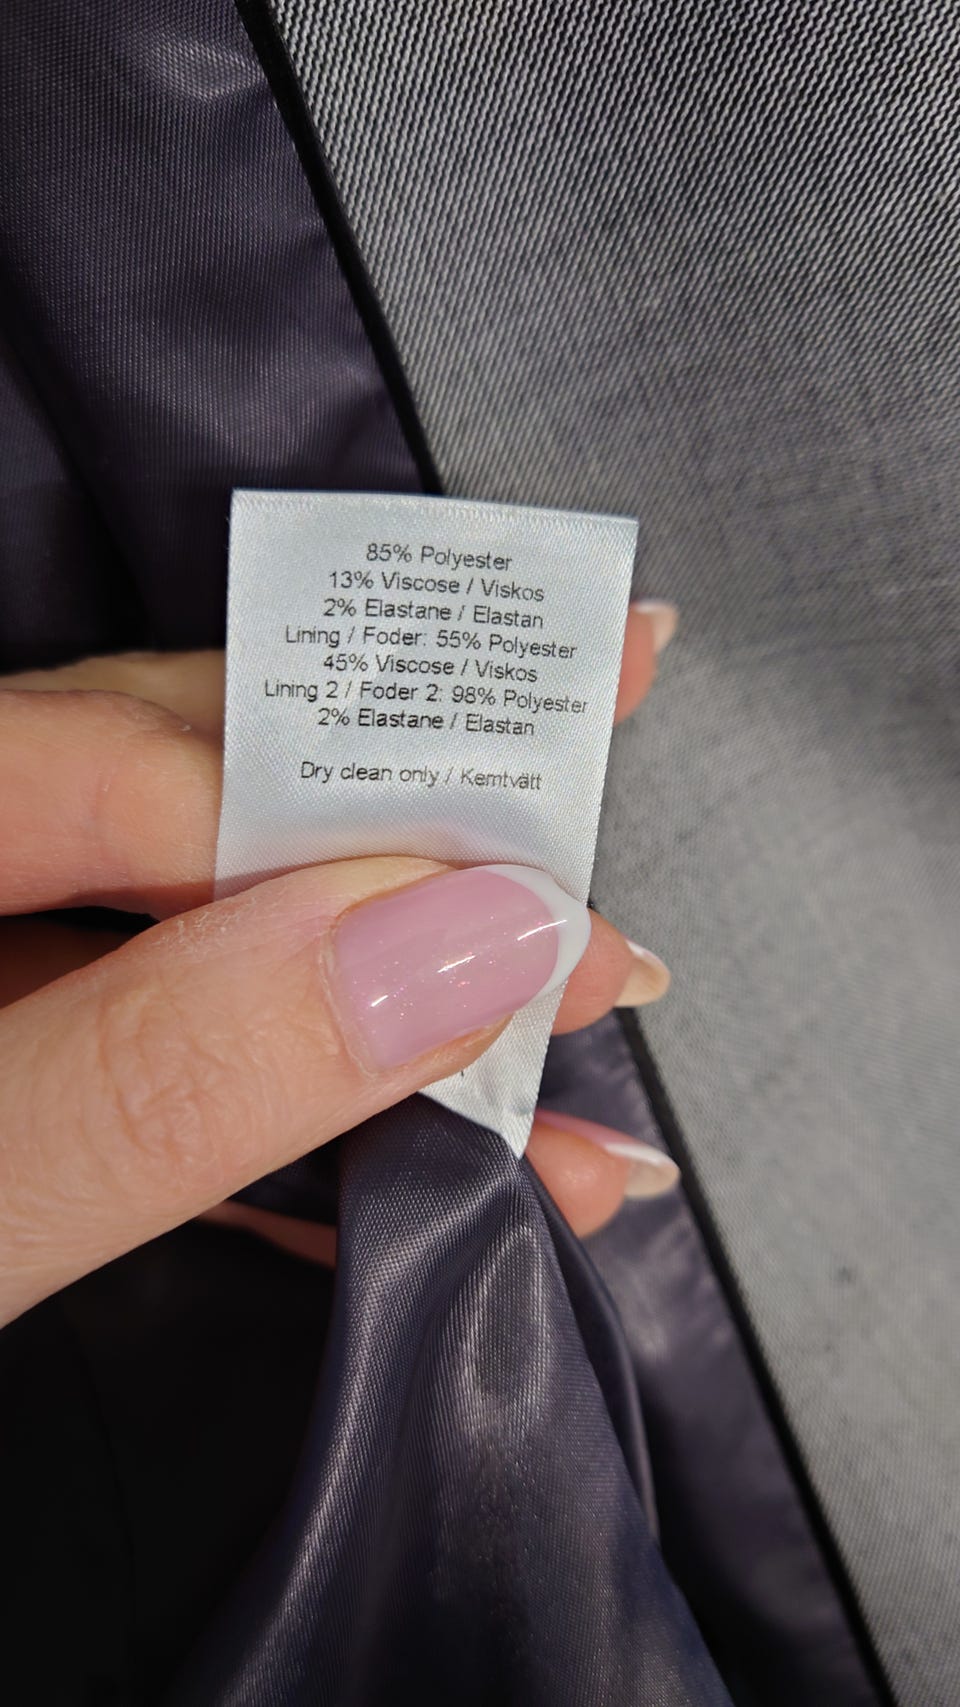 85% Polyester
13% Viscose / Viskos
2% Elastane / Elastan
Lining / Foder: 55% Polyester
45% Viscose / Viskos
Lining 2 / Foder 2: 98% Polyester
2% Elastane / Elastan
Dry clean only / Kemtvätt